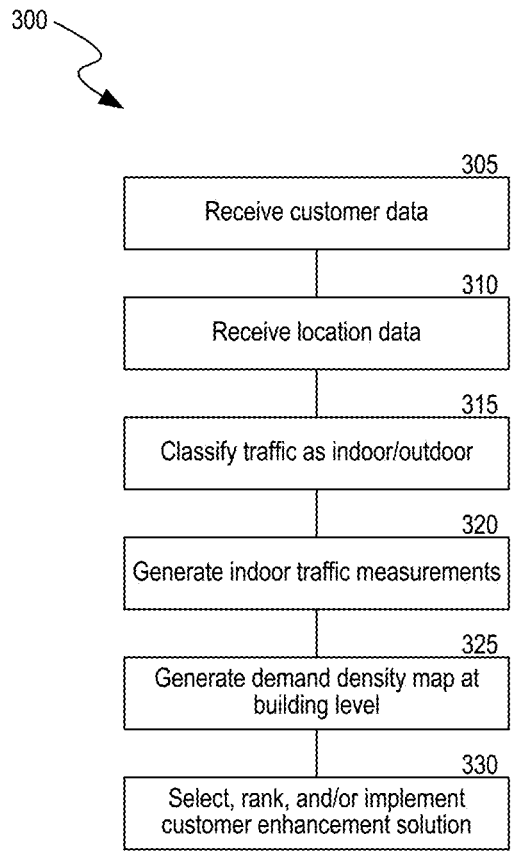 300
305
Receive customer data
310
Receive location data
315
Classify traffic as indoor/outdoor
320
Generate indoor traffic measurements
325
Generate demand density map at
building level
330
Select, rank, and/or implement
customer enhancement solution